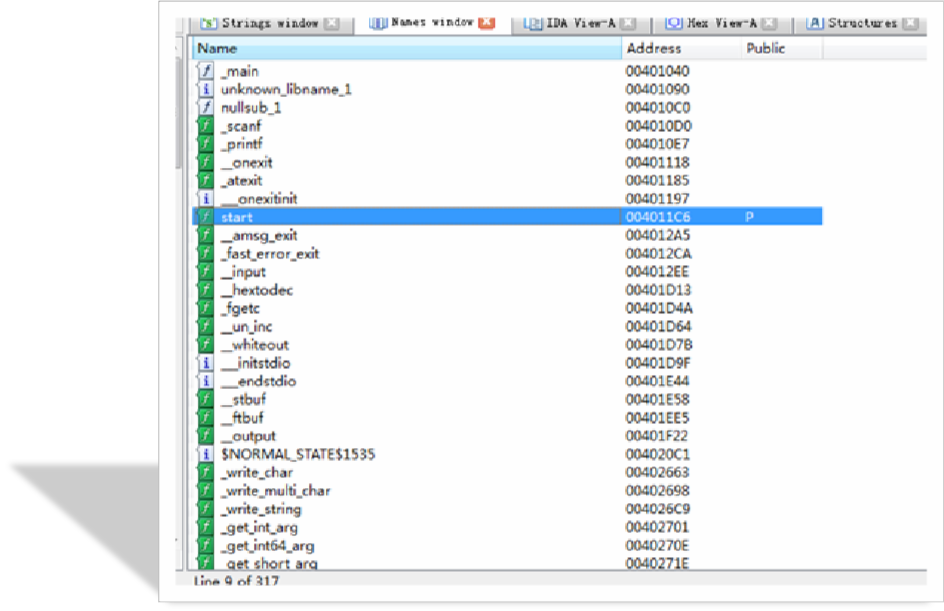 Strings window Names window IDA View-A Hex View-A Structures
Name Address Public
_main 00401040
unknown_libname_1 00401090
nullsub_1 004010C0
_scanf 004010D0
_printf 004010E7
__onexit 00401118
_atexit 00401185
___onexitinit 00401197
start 004011C6 P
__amsg_exit 004012A5
_fast_error_exit 004012CA
__input 004012EE
__hextodec 00401D13
_fgetc 00401D4A
__un_inc 00401D64
__whiteout 00401D7B
___initstdio 00401D9F
___endstdio 00401E44
__stbuf 00401E58
__ftbuf 00401EE5
__output 00401F22
$NORMAL_STATE$1535 004020C1
_write_char 00402663
_write_multi_char 00402698
_write_string 004026C9
_get_int_arg 00402701
_get_int64_arg 0040270E
_get_short_arg 0040271E
Line 9 of 317